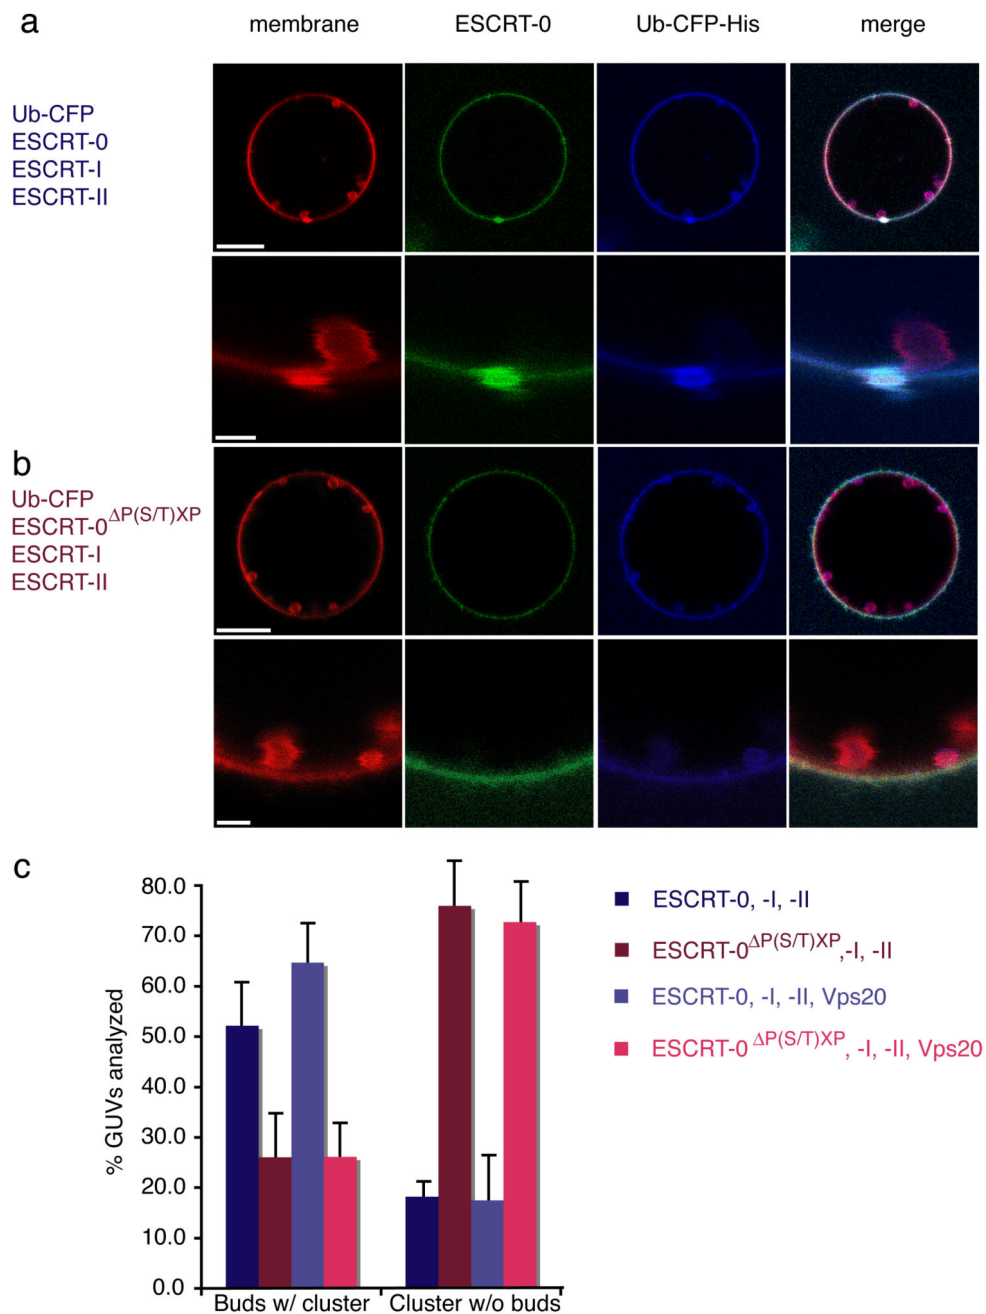 a
membrane ESCRT-0 Ub-CFP-His merge
Ub-CFP
ESCRT-0
ESCRT-I
ESCRT-II
b
Ub-CFP
ESCRT-0ΔP(S/T)XP
ESCRT-I
ESCRT-II
c
% GUVs analyzed
80.0
70.0
60.0
50.0
40.0
30.0
20.0
10.0
0.0
Buds w/ cluster Cluster w/o buds
ESCRT-0, -I, -II
ESCRT-0ΔP(S/T)XP,-I, -II
ESCRT-0, -I, -II, Vps20
ESCRT-0 ΔP(S/T)XP, -I, -II, Vps20